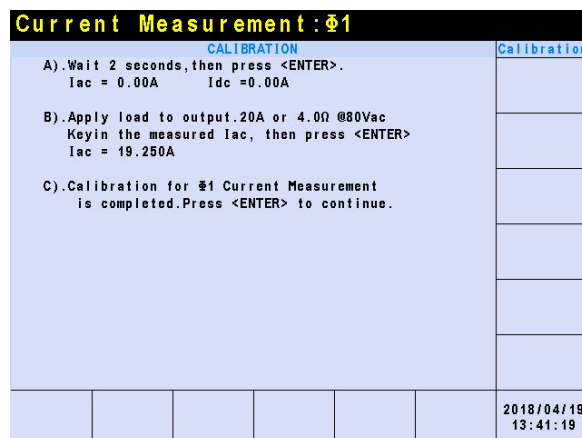 Current Measurement:Φ1
CALIBRATION
Calibration
A).Wait 2 seconds,then press <ENTER>.
Iac = 0.00A Idc =0.00A
B).Apply load to output.20A or 4.0Ω @80Vac
Keyin the measured Iac, then press <ENTER>
Iac = 19.250A
C).Calibration for Φ1 Current Measurement
is completed.Press <ENTER> to continue.
2018/04/19
13:41:19